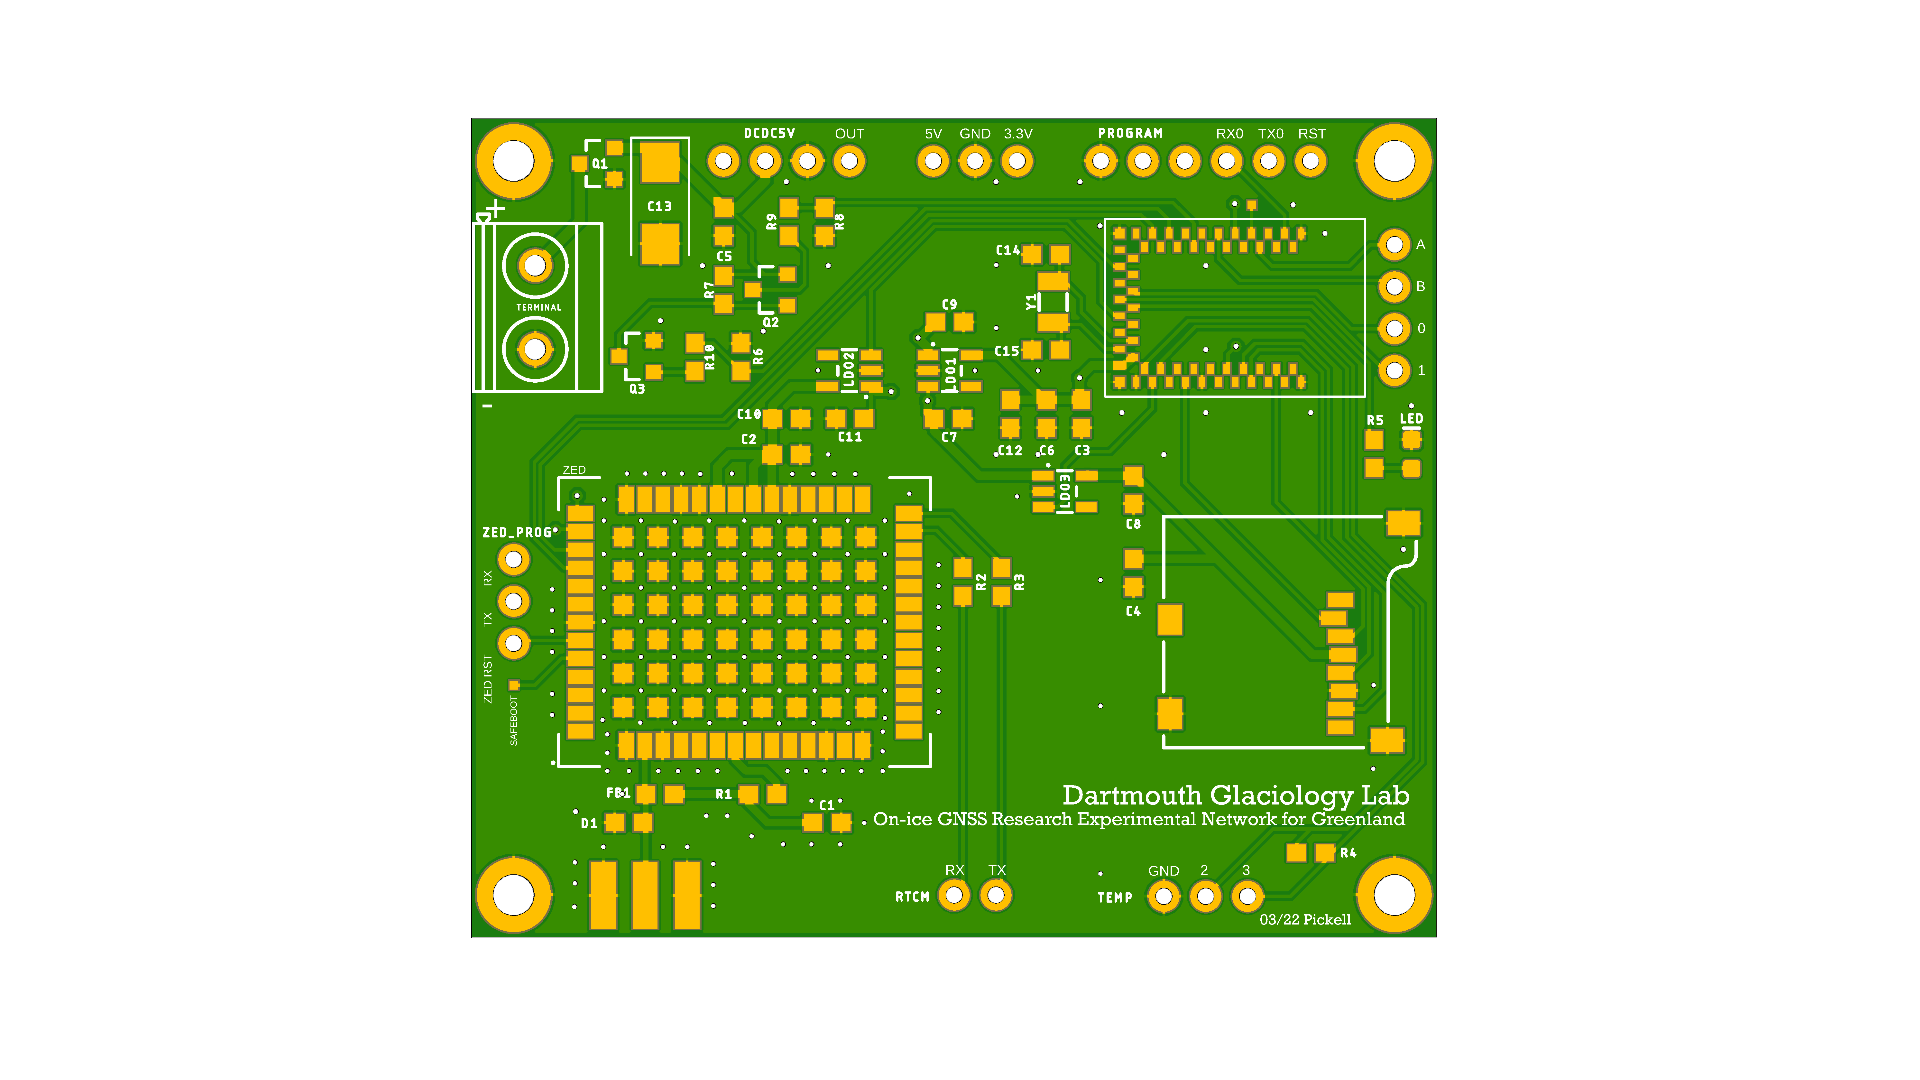 DCDC5V
OUT
5V
GND
3.3V
PROGRAM
RX0
TX0
RST
Q1
C13
+
R9
R8
C5
C14
A
R7
B
TERMINAL
Q2
C9
Y1
0
R10
R6
LDO2
LDO1
C15
1
Q3
-
C10
C11
C7
R5
LED
C2
C12
C6
C3
ZED
LDO3
C8
ZED_PROG
RX
R2
R3
C4
TX
ZED RST
SAFEBOOT
FB1
R1
C1
D1
Dartmouth Glaciology Lab
On-ice GNSS Research Experimental Network for Greenland
R4
RX
TX
GND
2
3
RTCM
TEMP
03/22 Pickell